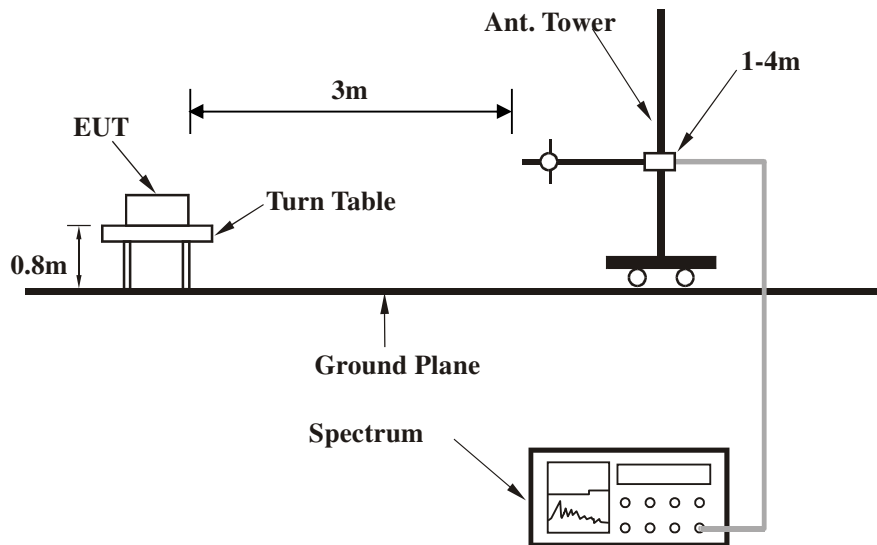 Ant. Tower
1-4m
3m
EUT
Turn Table
0.8m
Ground Plane
Spectrum